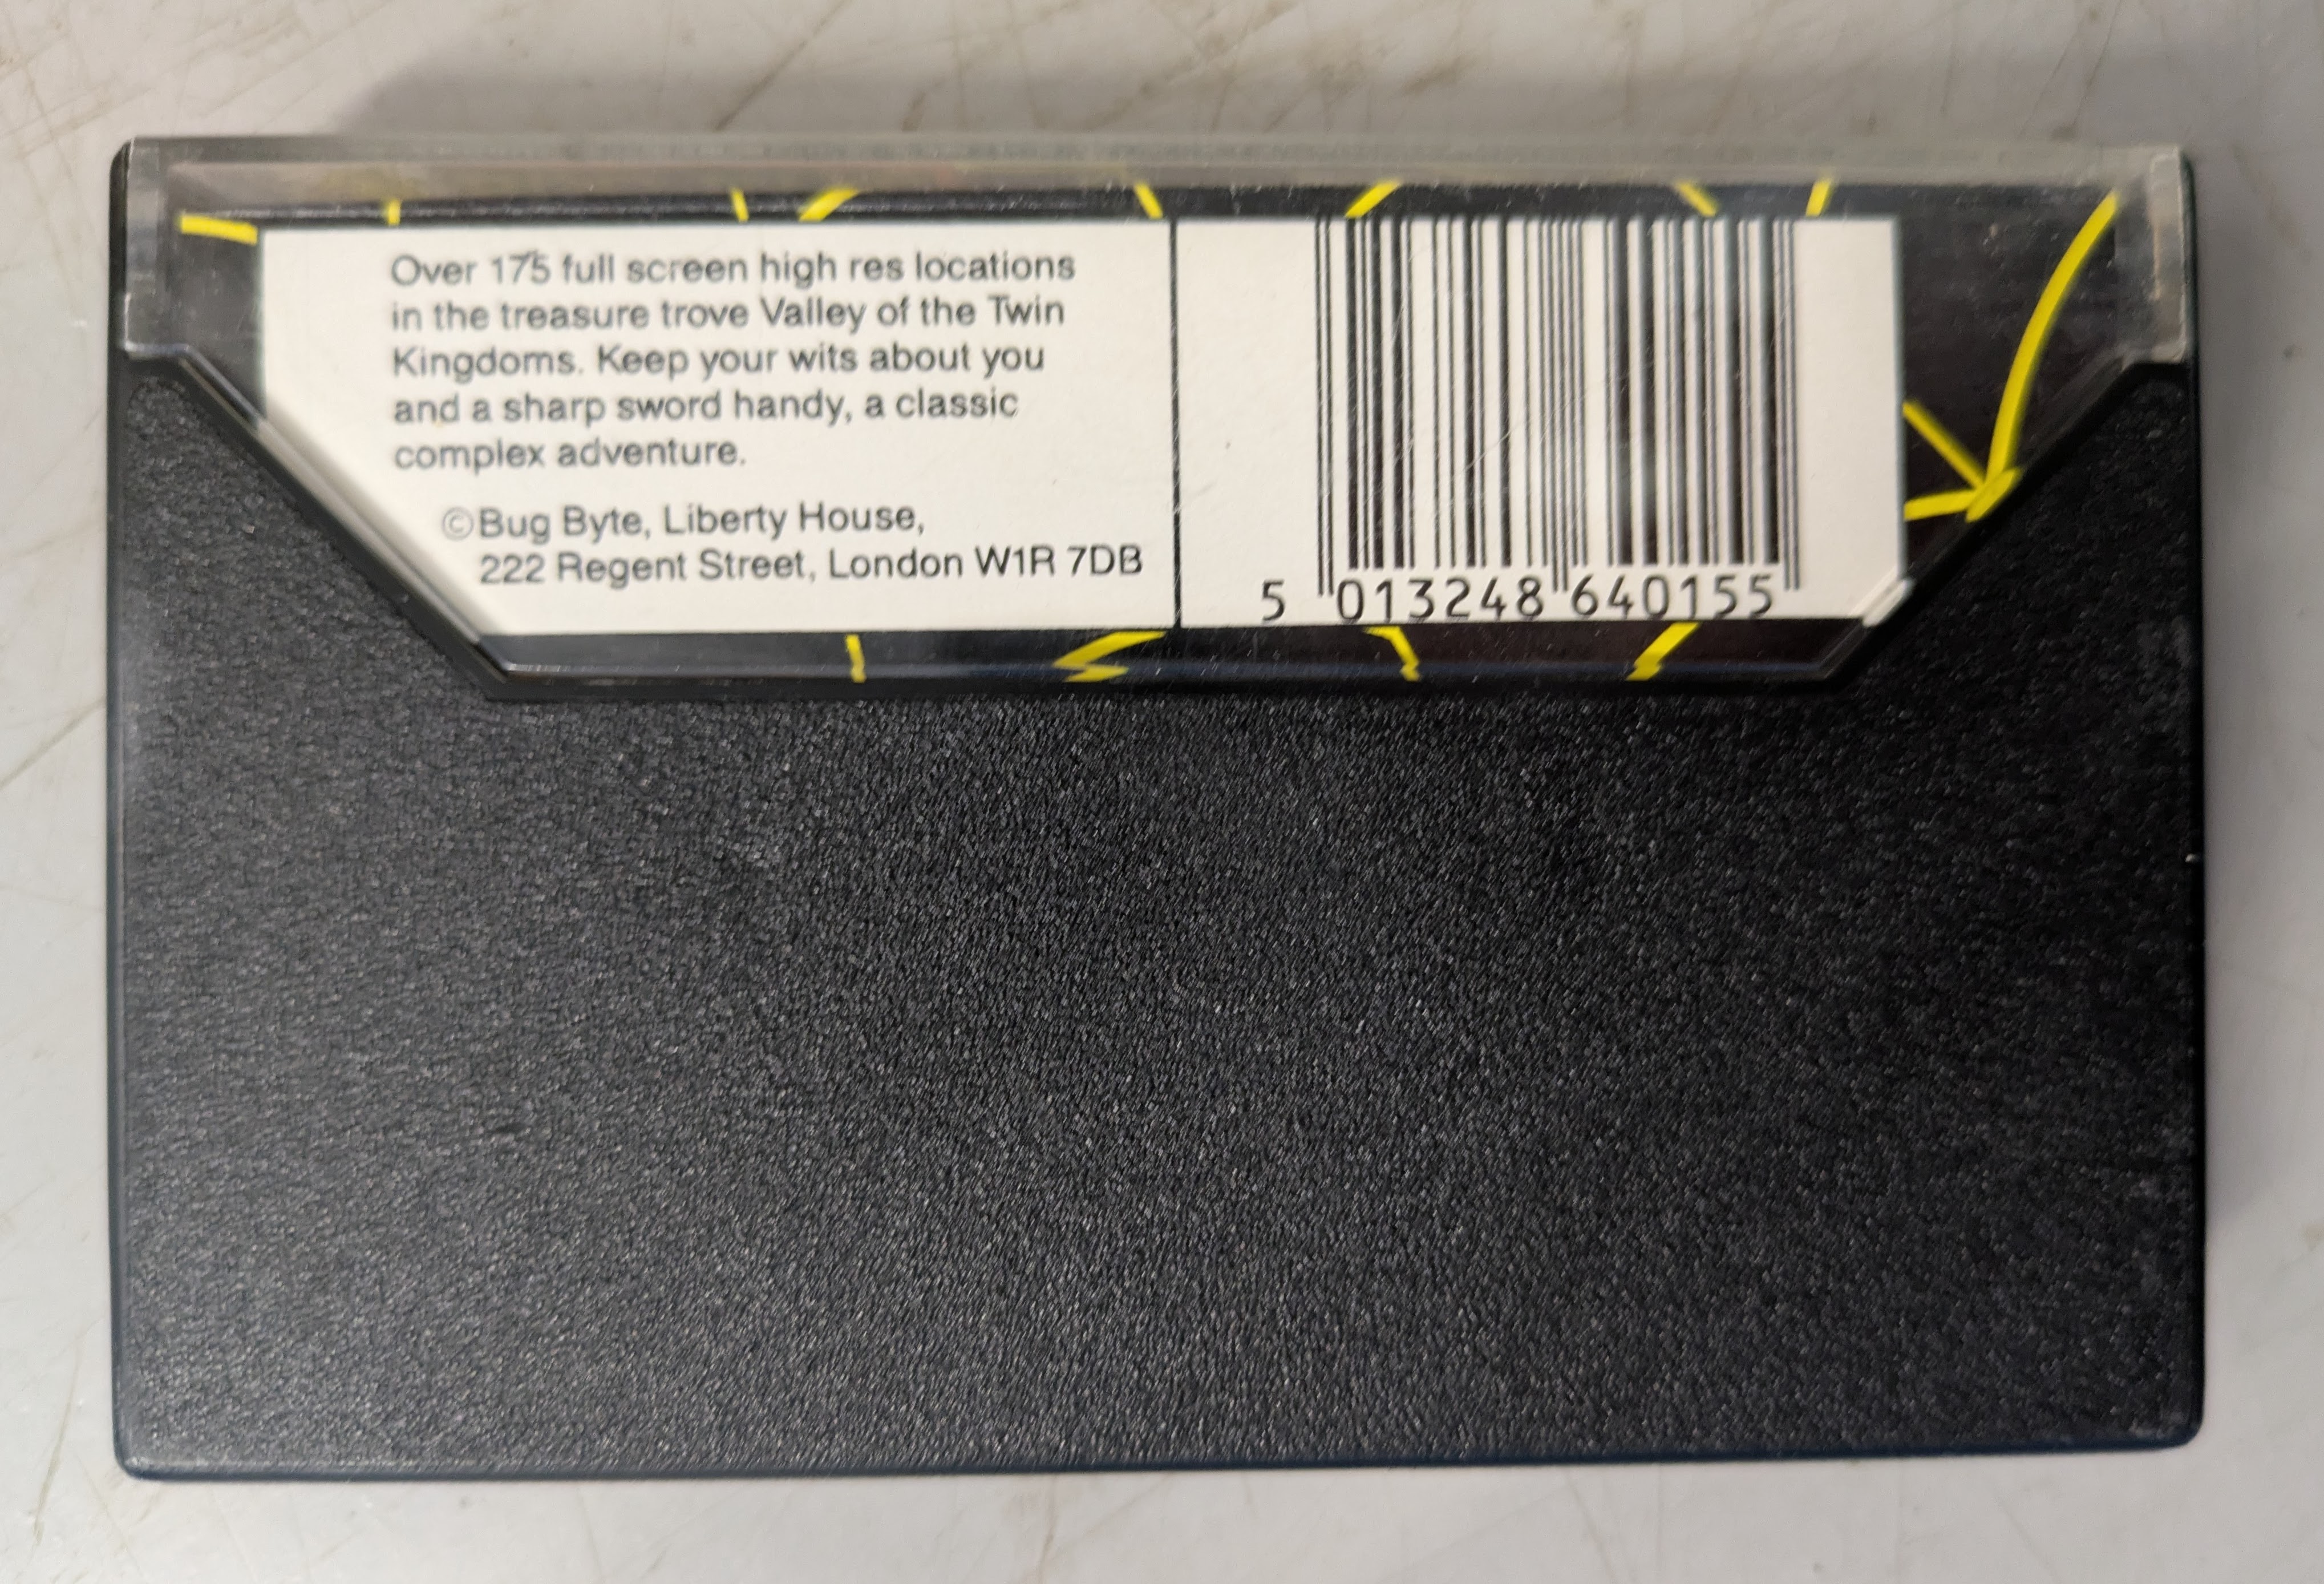 Over 175 full screen high res locations
in the treasure trove Valley of the Twin
Kingdoms. Keep your wits about you
and a sharp sword handy, a classic
complex adventure.
©Bug Byte, Liberty House,
222 Regent Street, London W1R 7DB
5 013248 640155